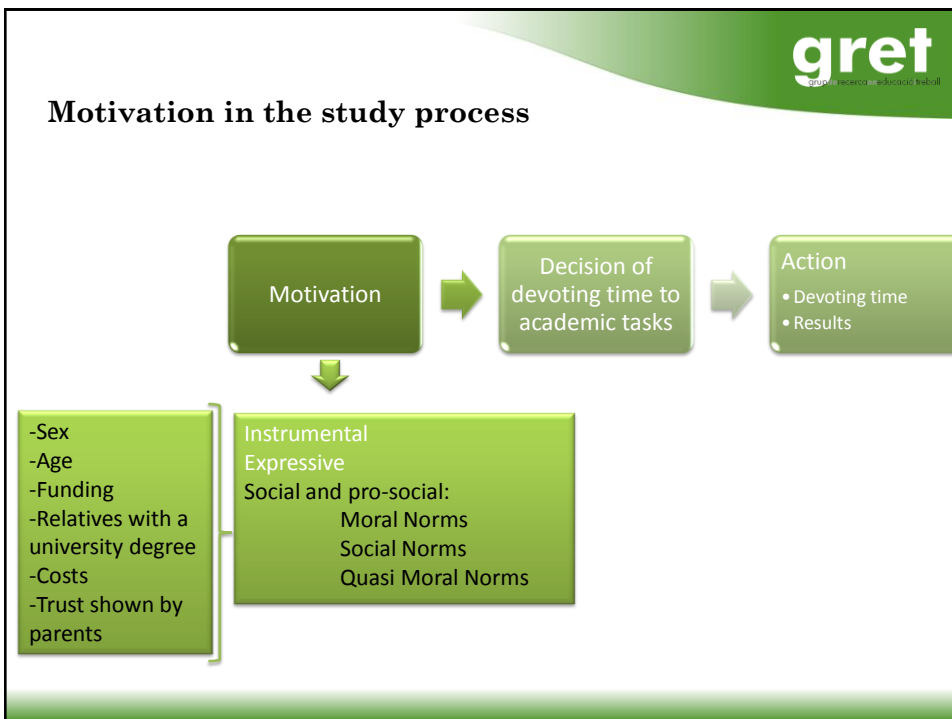 gret
grup de recerca en educació i treball
Motivation in the study process
Motivation
Decision of
devoting time to
academic tasks
Action
• Devoting time
• Results
-Sex
-Age
-Funding
-Relatives with a
university degree
-Costs
-Trust shown by
parents
Instrumental
Expressive
Social and pro-social:
Moral Norms
Social Norms
Quasi Moral Norms